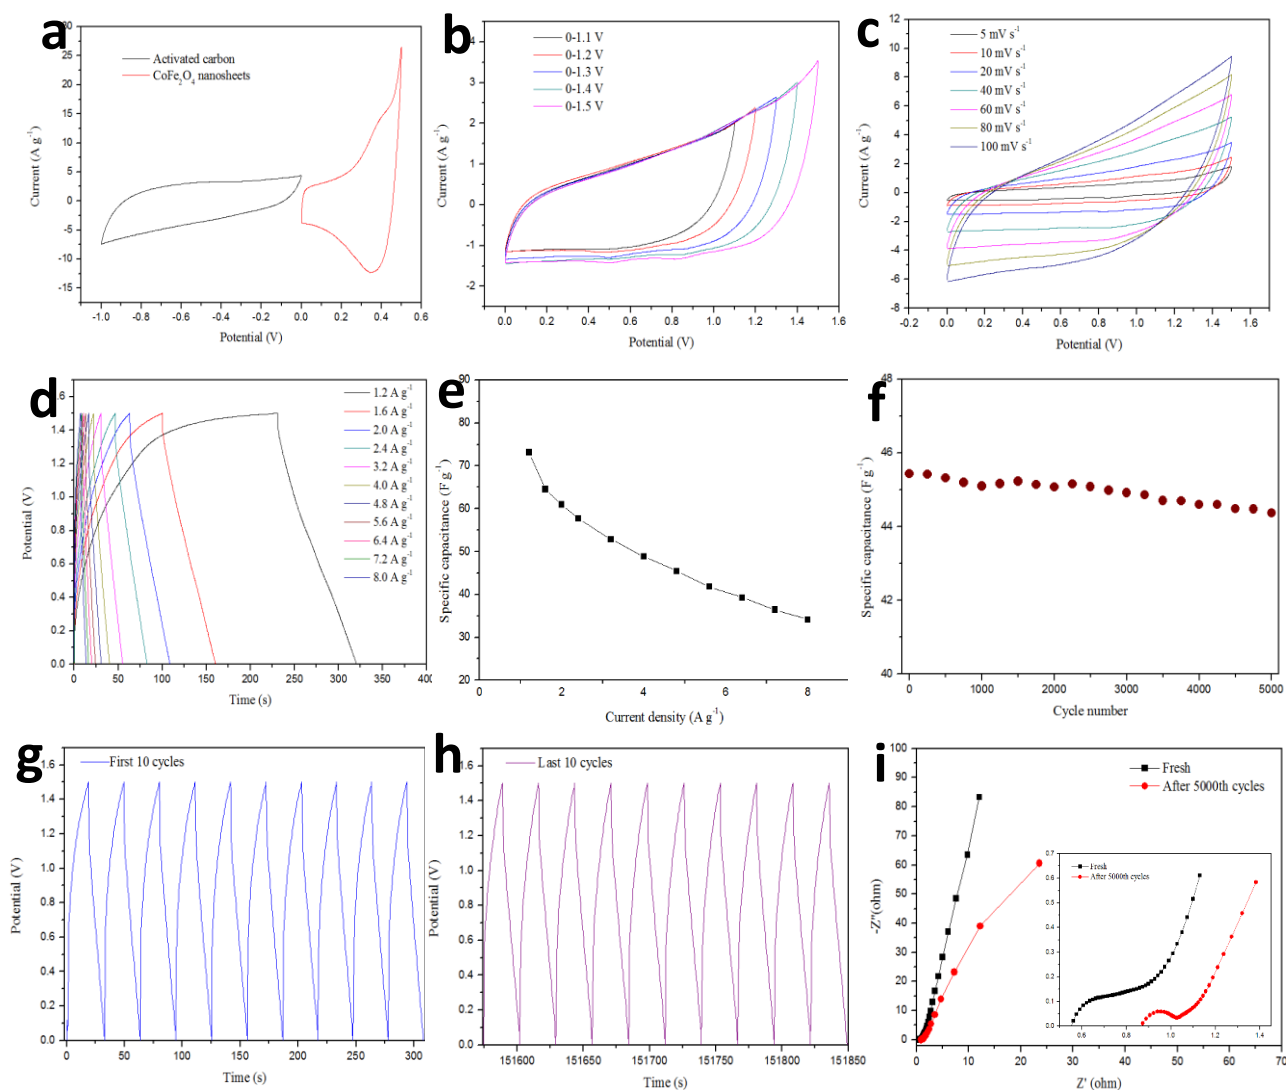 a
30
25
20
15
10
5
0
-5
-10
-15
-1.0 -0.8 -0.6 -0.4 -0.2 0.0 0.2 0.4 0.6
Current (A g-1)
Potential (V)
Activated carbon
CoFe2O4 nanosheets
b
4
3
2
1
0
-1
-2
0.0 0.2 0.4 0.6 0.8 1.0 1.2 1.4 1.6
Current (A g-1)
Potential (V)
0-1.1 V
0-1.2 V
0-1.3 V
0-1.4 V
0-1.5 V
c
12
10
8
6
4
2
0
-2
-4
-6
-8
-0.2 0.0 0.2 0.4 0.6 0.8 1.0 1.2 1.4 1.6
Current (A g-1)
Potential (V)
5 mV s-1
10 mV s-1
20 mV s-1
40 mV s-1
60 mV s-1
80 mV s-1
100 mV s-1
d
1.6
1.4
1.2
1.0
0.8
0.6
0.4
0.2
0.0
0 50 100 150 200 250 300 350 400
Potential (V)
Time (s)
1.2 A g-1
1.6 A g-1
2.0 A g-1
2.4 A g-1
3.2 A g-1
4.0 A g-1
4.8 A g-1
5.6 A g-1
6.4 A g-1
7.2 A g-1
8.0 A g-1
e
90
80
70
60
50
40
30
20
0 2 4 6 8
Specific capacitance (F g-1)
Current density (A g-1)
f
48
46
44
42
40
0 1000 2000 3000 4000 5000
Specific capacitance (F g-1)
Cycle number
g
1.6
1.4
1.2
1.0
0.8
0.6
0.4
0.2
0.0
0 50 100 150 200 250 300
Potential (V)
Time (s)
First 10 cycles
h
1.6
1.4
1.2
1.0
0.8
0.6
0.4
0.2
0.0
151600 151650 151700 151750 151800 151850
Potential (V)
Time (s)
Last 10 cycles
i
100
90
80
70
60
50
40
30
20
10
0
0 10 20 30 40 50 60 70
-Z''(ohm)
Z' (ohm)
Fresh
After 5000th cycles
0.7
0.6
0.5
0.4
0.3
0.2
0.1
0.0
0.6 0.8 1.0 1.2 1.4
Fresh
After 5000th cycles